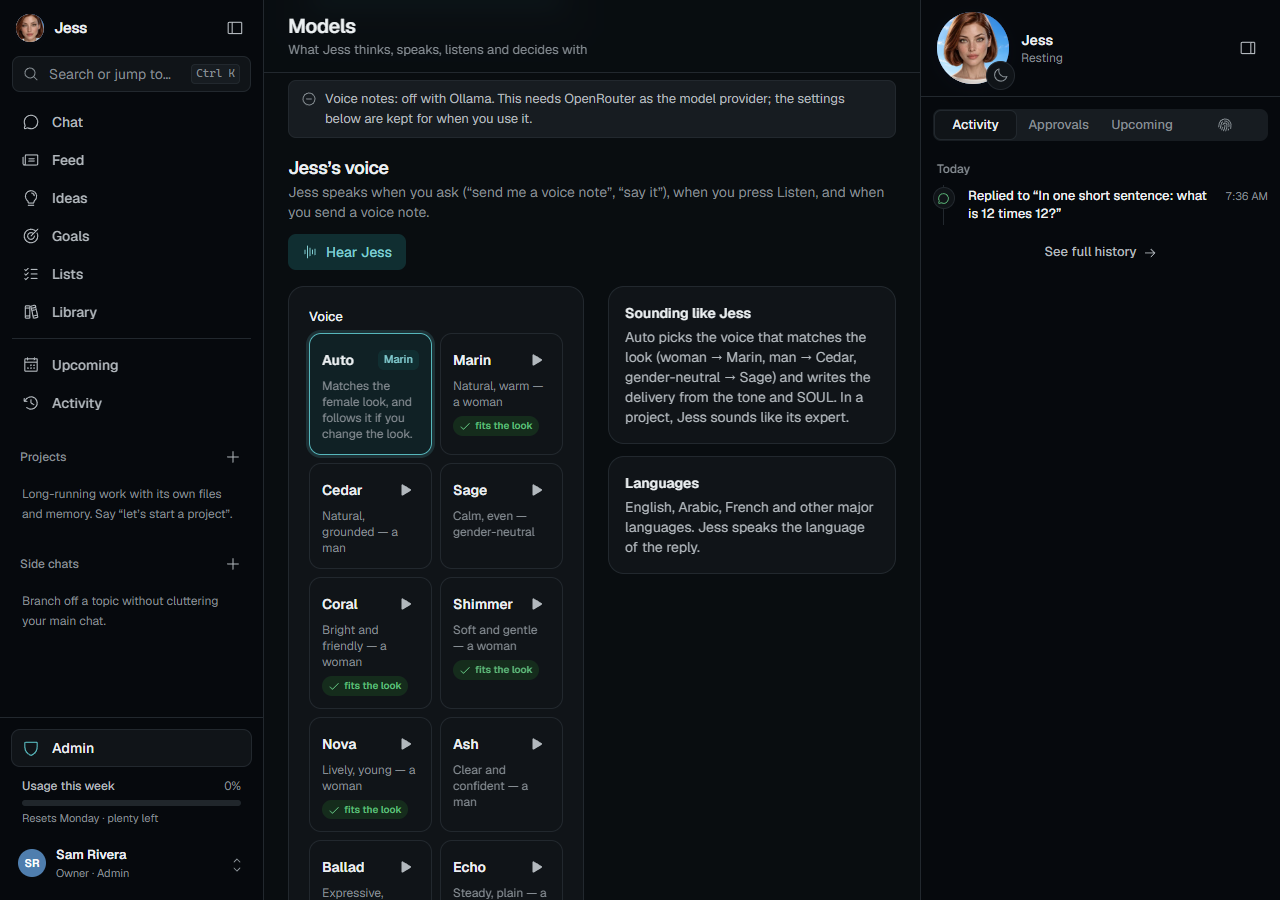 Jess
Search or jump to...
Ctrl K
Chat
Feed
Ideas
Goals
Lists
Library
Upcoming
Activity
Projects
Long-running work with its own files
and memory. Say “let’s start a project”.
Side chats
Branch off a topic without cluttering
your main chat.
Admin
Usage this week
0%
Resets Monday · plenty left
SR
Sam Rivera
Owner · Admin
Models
What Jess thinks, speaks, listens and decides with
Voice notes: off with Ollama. This needs OpenRouter as the model provider; the settings
below are kept for when you use it.
Jess’s voice
Jess speaks when you ask (“send me a voice note”, “say it”), when you press Listen, and when
you send a voice note.
Hear Jess
Voice
Auto
Marin
Matches the
female look, and
follows it if you
change the look.
Marin
Natural, warm —
a woman
fits the look
Cedar
Natural,
grounded — a
man
Sage
Calm, even —
gender-neutral
Coral
Bright and
friendly — a
woman
fits the look
Shimmer
Soft and gentle
— a woman
fits the look
Nova
Lively, young — a
woman
fits the look
Ash
Clear and
confident — a
man
Ballad
Expressive,
Echo
Steady, plain — a
Sounding like Jess
Auto picks the voice that matches the
look (woman → Marin, man → Cedar,
gender-neutral → Sage) and writes the
delivery from the tone and SOUL. In a
project, Jess sounds like its expert.
Languages
English, Arabic, French and other major
languages. Jess speaks the language
of the reply.
Jess
Resting
Activity
Approvals
Upcoming
Today
Replied to “In one short sentence: what
is 12 times 12?”
7:36 AM
See full history →